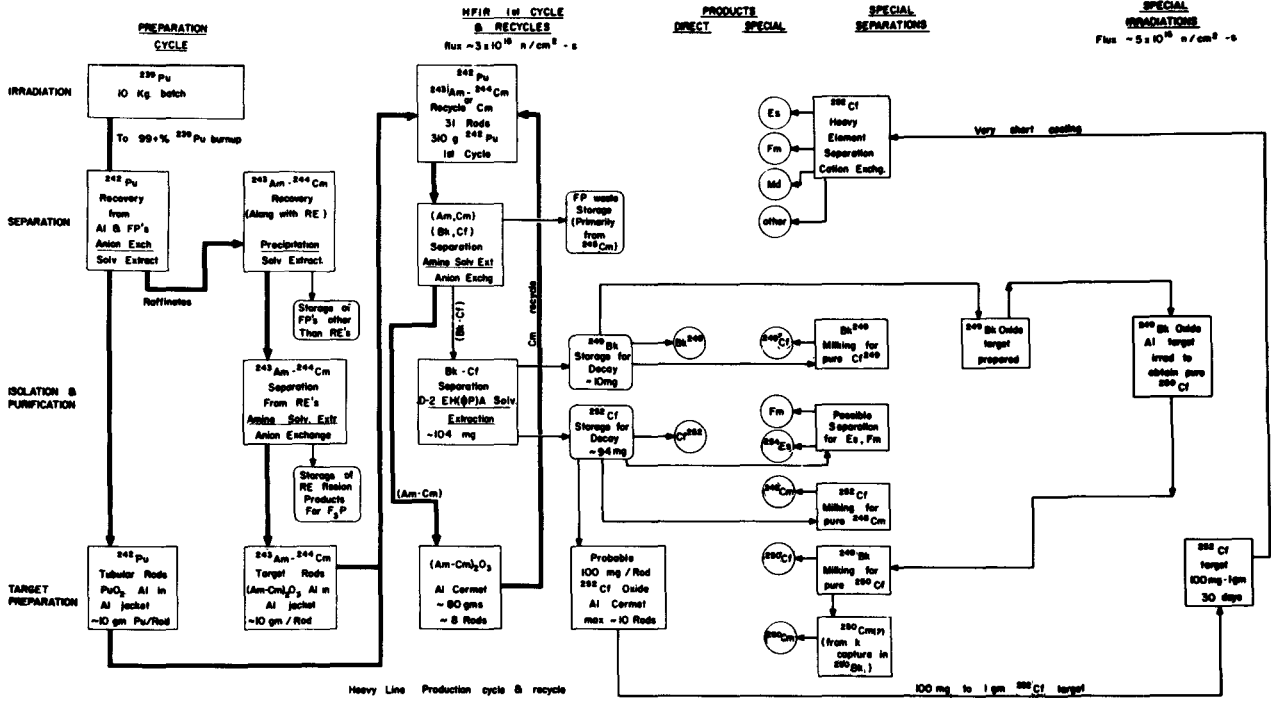 PREPARATION
CYCLE
HFIR 1st CYCLE
& RECYCLES
flux ~3x10¹⁵ n/cm² -s
PRODUCTS
DIRECT SPECIAL
SPECIAL
SEPARATIONS
SPECIAL
IRRADIATIONS
Flux ~5x10¹⁵ n/cm² -s
IRRADIATION
²³⁹Pu
10 Kg. batch
To 99+% ²³⁹Pu burnup
²⁴²Pu
²⁴³Am-²⁴⁴Cm
or
Recycle Cm
31 Rods
310 g ²⁴²Pu
1st Cycle
Es
Fm
Md
other
²⁵²Cf
Heavy
Element
Separation
Cation Exchg.
Very short cooling
SEPARATION
²⁴²Pu
Recovery
from
Al & FP's
Anion Exch
Solv Extract
Raffinates
²⁴³Am-²⁴⁴Cm
Recovery
(Along with RE)
Precipitation
Solv Extract.
Storage of
FP's other
Than RE's
(Am,Cm)
(Bk,Cf)
Separation
Amine Solv Ext
Anion Exchg
FP waste
Storage
(Primarily
from
²⁴⁵Cm)
(Bk-Cf)
Cm recycle
ISOLATION &
PURIFICATION
²⁴³Am-²⁴⁴Cm
Separation
From RE's
Amine Solv. Extr
Anion Exchange
Storage of
RE fission
Products
For F₃P
Bk-Cf
Separation
D-2 EH(ΦP)A Solv.
Extraction
~104 mg
(Am-Cm)
²⁴⁹Bk
Storage for
Decay
~10mg
Bk²⁴⁹
²⁴⁹Cf
Bk²⁴⁹
Milking for
pure Cf²⁴⁹
²⁴⁹Bk Oxide
target
prepared
²⁴⁹Bk Oxide
Al target
irrad to
obtain pure
²⁵⁰Cf
²⁵²Cf
Storage for
Decay
~94mg
Cf²⁵²
Fm
²⁵⁴Es
Possible
Separation
for Es, Fm
²⁴⁸Cm
²⁵²Cf
Milking for
pure ²⁴⁸Cm
TARGET
PREPARATION
²⁴²Pu
Tubular Rods
PuO₂ Al in
Al jacket
~10 gm Pu/Rod
²⁴³Am-²⁴⁴Cm
Target Rods
(Am-Cm)₂O₃ Al in
Al jacket
~10 gm/Rod
(Am-Cm)₂O₃
Al Cermet
~80 gms
~8 Rods
Probable
100 mg/Rod
²⁵²Cf Oxide
Al Cermet
max ~10 Rods
²⁵⁰Cf
²⁴⁹Bk
Milking for
pure ²⁵⁰Cf
²⁵⁰Cm
²⁵⁰Cm(?)
(from k
capture in
²⁵⁰Bk,)
²⁵²Cf
target
100mg-1gm
30 days
Heavy Line Production cycle & recycle
100 mg to 1 gm ²⁵²Cf target